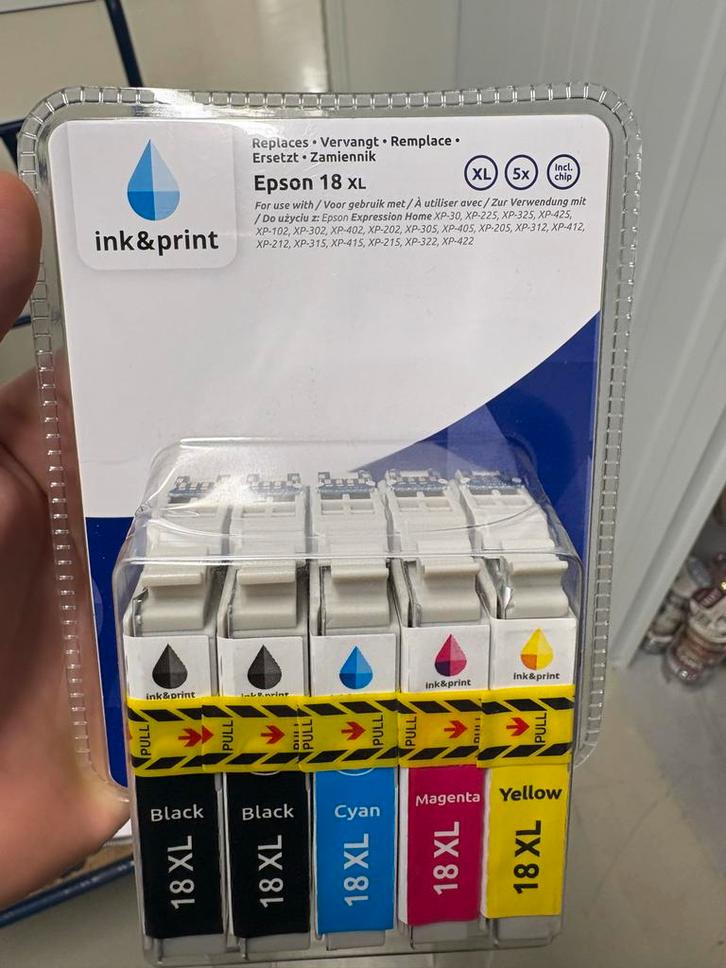 Replaces • Vervangt • Remplace •
Ersetzt • Zamiennik
Epson 18 XL
XL
5x
Incl.
chip
For use with / Voor gebruik met / À utiliser avec / Zur Verwendung mit
/ Do użyciu z: Epson Expression Home XP-30, XP-225, XP-325, XP-425,
XP-102, XP-302, XP-402, XP-202, XP-305, XP-405, XP-205, XP-312, XP-412,
XP-212, XP-315, XP-415, XP-215, XP-322, XP-422
ink&print
ink&print
ink&print
ink&print
ink&print
PULL
PULL
PULL
PULL
PULL
PULL
PULL
PULL
Black
18 XL
Black
18 XL
Cyan
18 XL
Magenta
18 XL
Yellow
18 XL